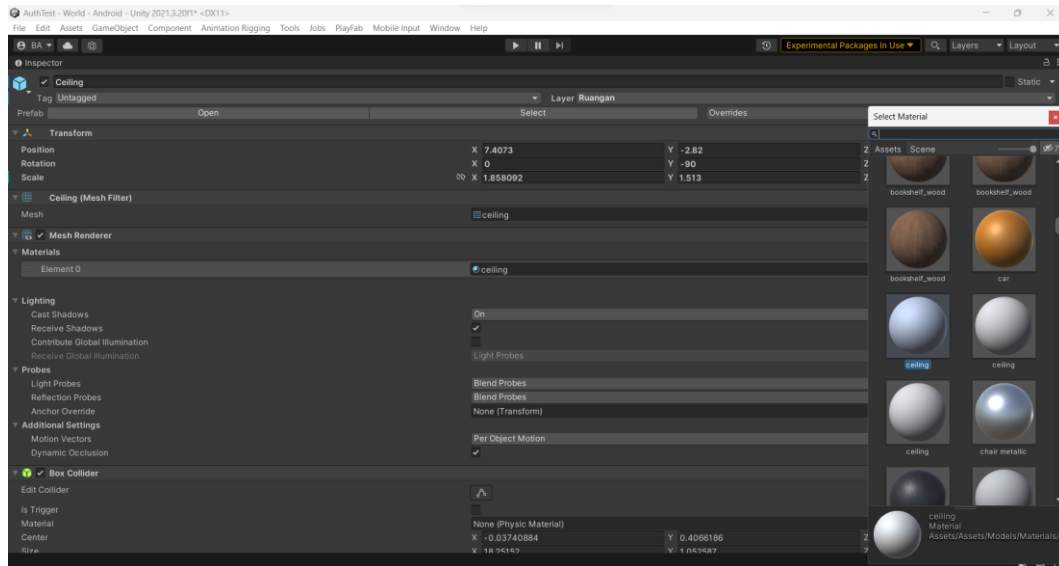 AuthTest - World - Android - Unity 2021.3.20f1* <DX11>
File Edit Assets GameObject Component Animation Rigging Tools Jobs PlayFab Mobile Input Window Help
BA Experimental Packages In Use Layers Layout
Inspector
Ceiling Static
Tag Untagged Layer Ruangan
Prefab Open Select Overrides
Transform
Position X 7.4073 Y -2.82 Z
Rotation X 0 Y -90 Z
Scale X 1.858092 Y 1.513 Z
Ceiling (Mesh Filter)
Mesh ceiling
Mesh Renderer
Materials
Element 0 ceiling
Lighting
Cast Shadows On
Receive Shadows
Contribute Global Illumination
Receive Global Illumination Light Probes
Probes
Light Probes Blend Probes
Reflection Probes Blend Probes
Anchor Override None (Transform)
Additional Settings
Motion Vectors Per Object Motion
Dynamic Occlusion
Box Collider
Edit Collider
Is Trigger
Material None (Physic Material)
Center X -0.03740884 Y 0.4066186 Z
Size X 18.25152 Y 1.052587 Z
Select Material
Assets Scene
bookshelf_wood bookshelf_wood
bookshelf_wood car
ceiling ceiling
ceiling chair metallic
ceiling
Material
Assets/Assets/Models/Materials/